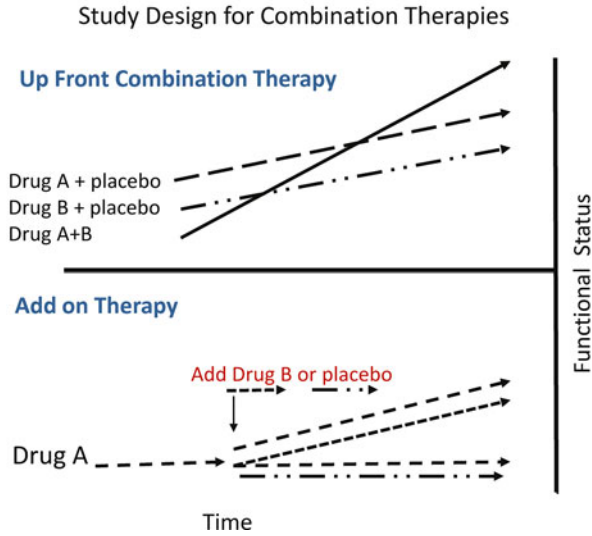 Study Design for Combination Therapies
Up Front Combination Therapy
Drug A + placebo
Drug B + placebo
Drug A+B
Functional Status
Add on Therapy
Add Drug B or placebo
Drug A
Time